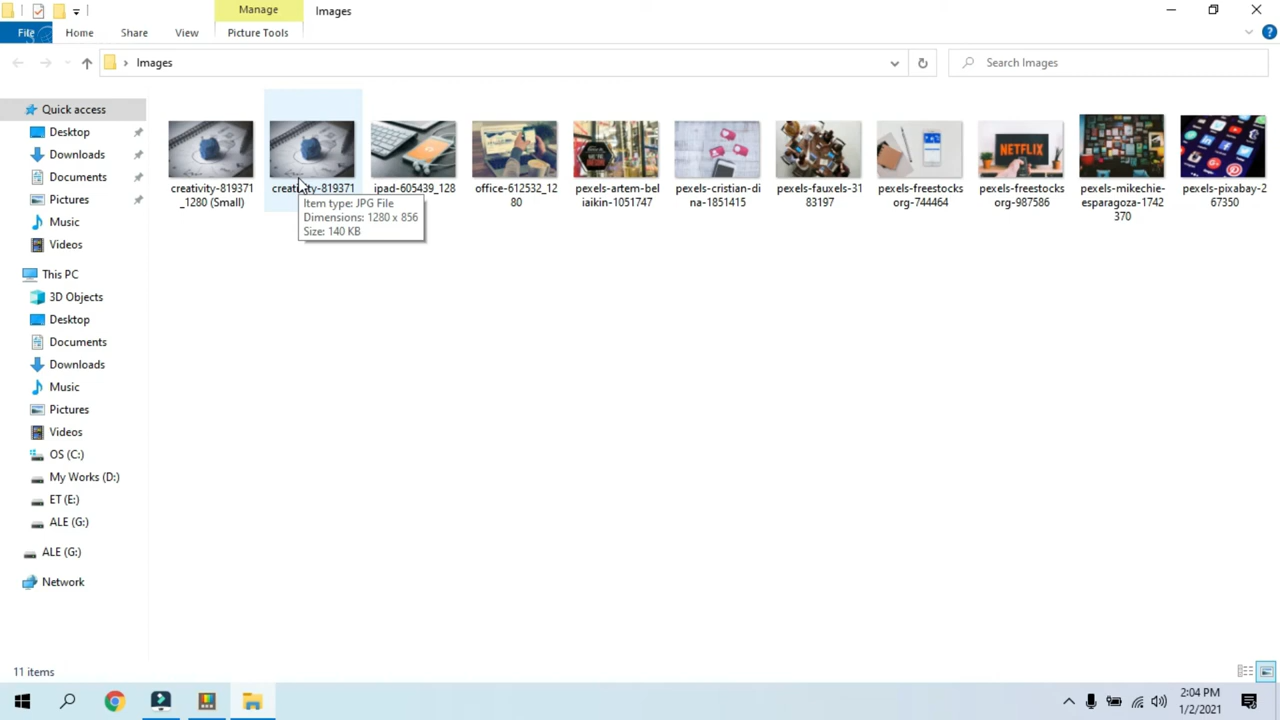 Manage
Images
File
Home
Share
View
Picture Tools
Images
Search Images
Quick access
Desktop
Downloads
Documents
Pictures
Music
Videos
This PC
3D Objects
Desktop
Documents
Downloads
Music
Pictures
Videos
OS (C:)
My Works (D:)
ET (E:)
ALE (G:)
ALE (G:)
Network
creativity-819371
_1280 (Small)
creativity-819371
Item type: JPG File
Dimensions: 1280 x 856
Size: 140 KB
ipad-605439_128
office-612532_12
80
pexels-artem-bel
iaikin-1051747
pexels-cristian-di
na-1851415
pexels-fauxels-31
83197
pexels-freestocks
org-744464
NETFLIX
pexels-freestocks
org-987586
pexels-mikechie-
esparagoza-1742
370
pexels-pixabay-2
67350
11 items
2:04 PM
1/2/2021